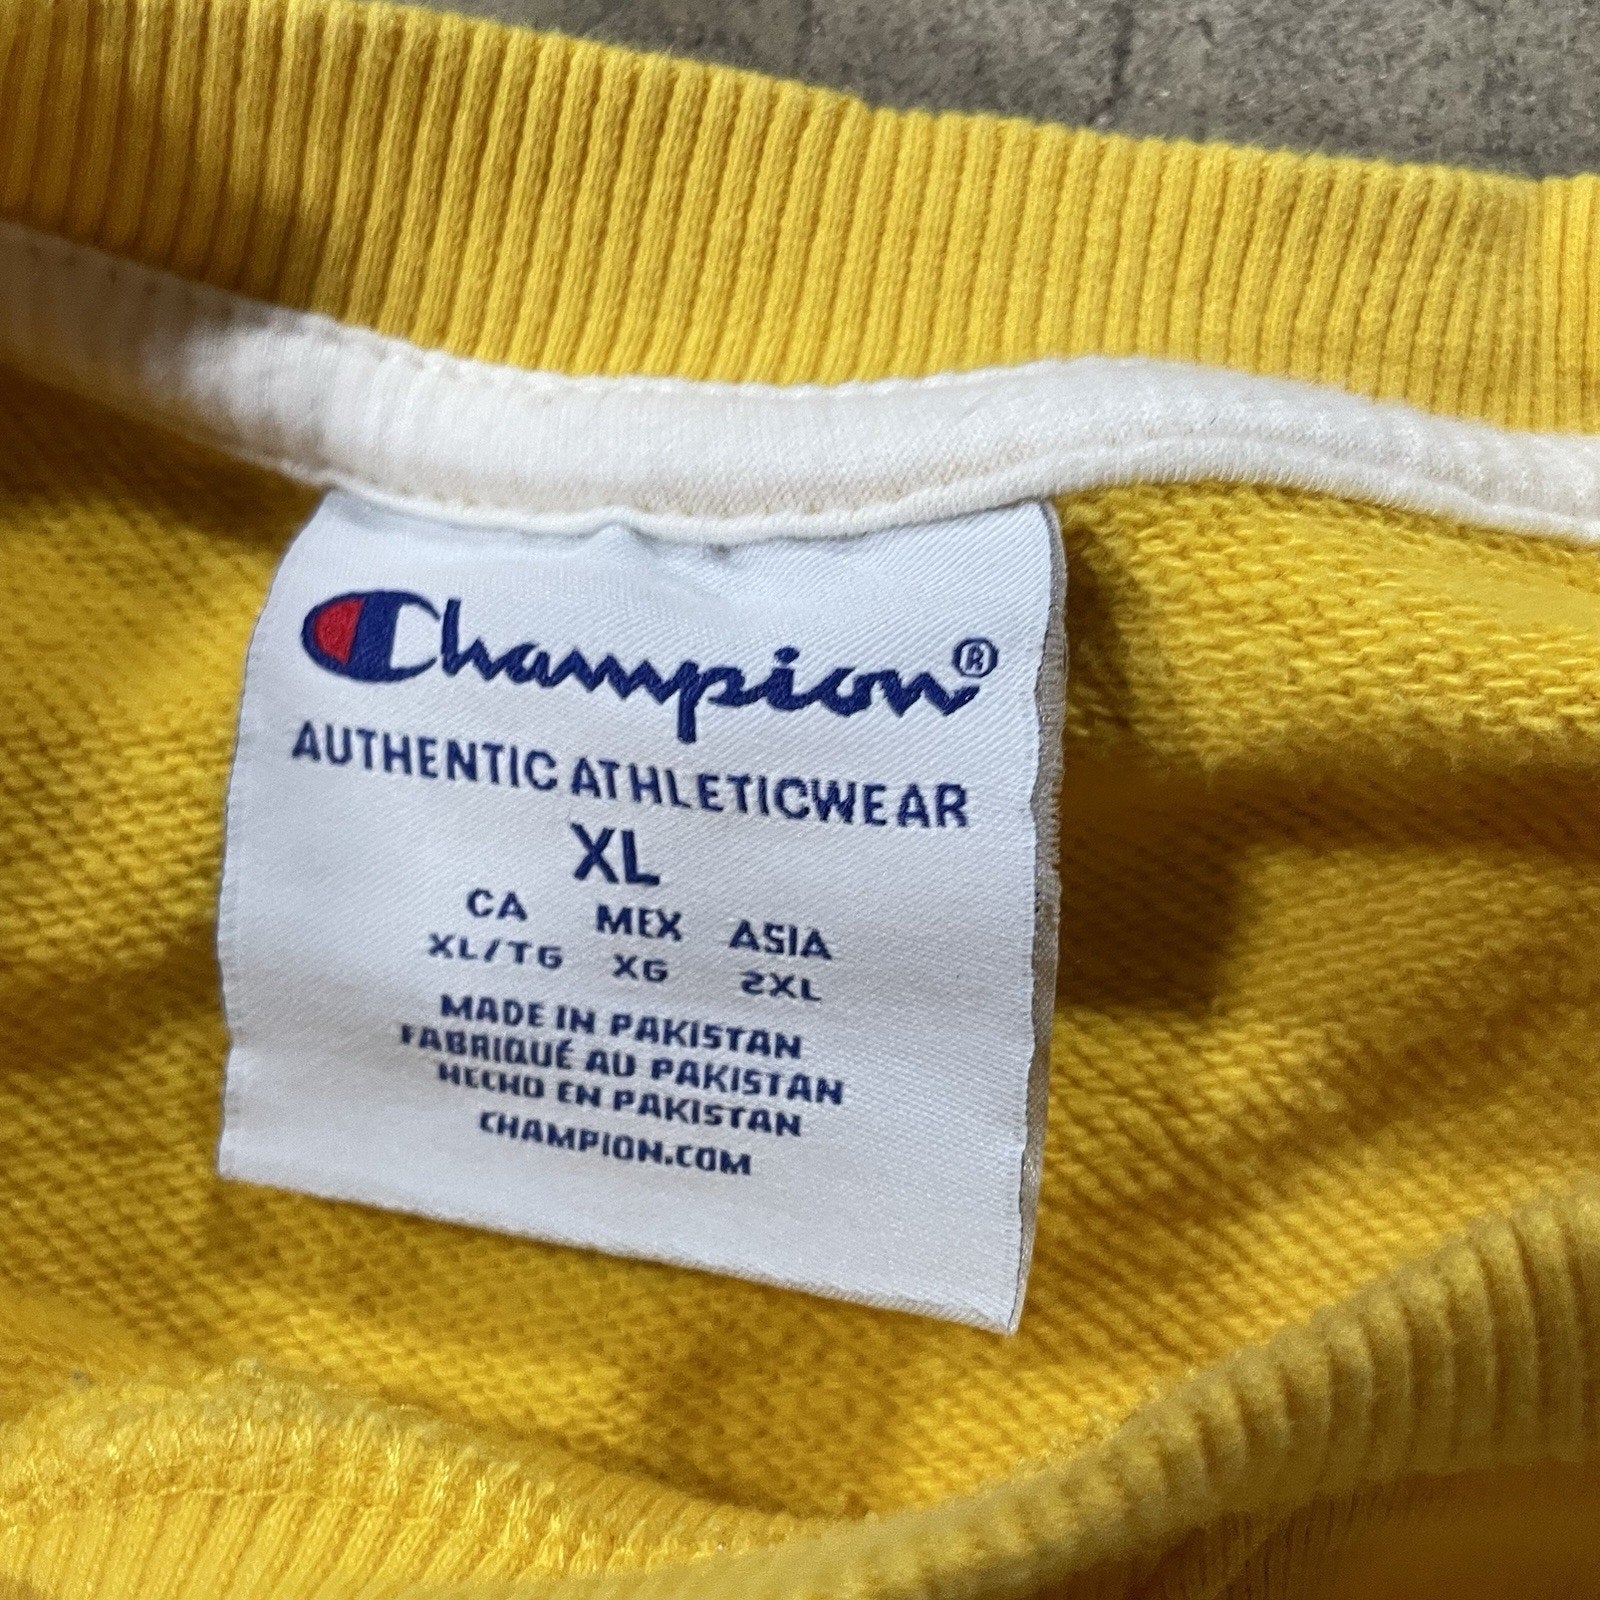 Champion®
AUTHENTIC ATHLETICWEAR
XL
CA MEX ASIA
XL/TG XG 2XL
MADE IN PAKISTAN
FABRIQUÉ AU PAKISTAN
HECHO EN PAKISTAN
CHAMPION.COM